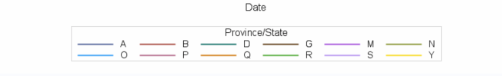 Date
Province/State
A B D G M N
O P Q R S Y